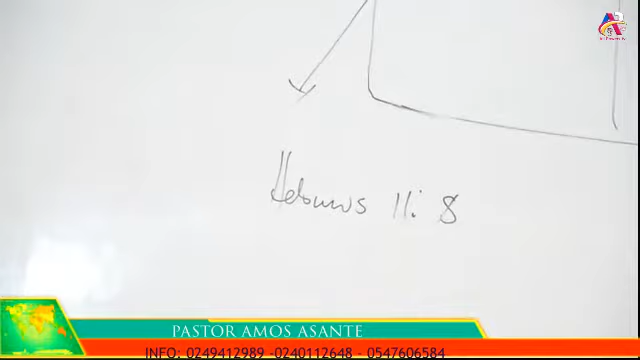 Hebrews 11: 8
PASTOR AMOS ASANTE
INFO: 0249412989 -0240112648 - 0547606584